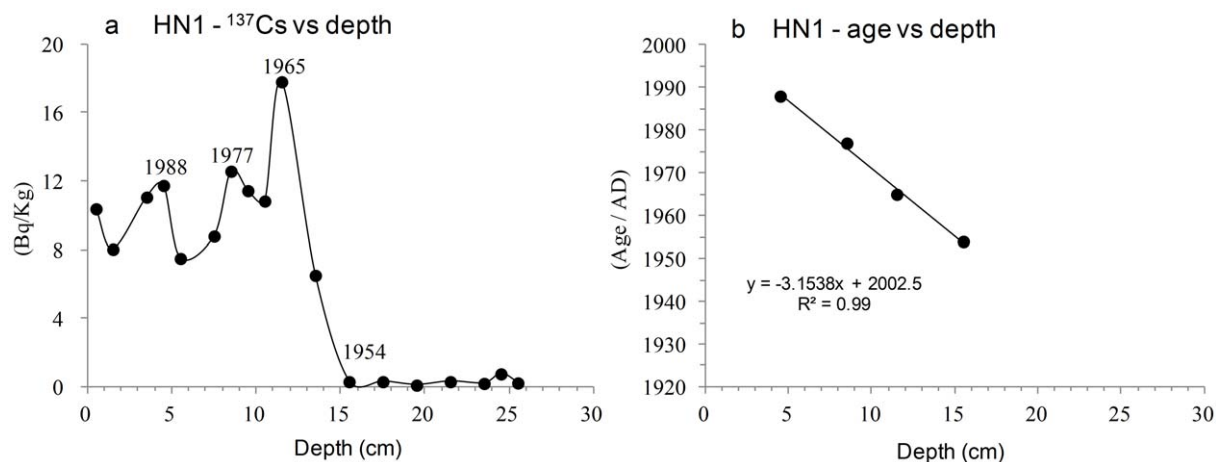 a HN1 - ¹³⁷Cs vs depth
20
16
12
8
4
0
(Bq/Kg)
1988
1977
1965
1954
0 5 10 15 20 25 30
Depth (cm)
b HN1 - age vs depth
2000
1990
1980
1970
1960
1950
1940
1930
1920
(Age / AD)
y = -3.1538x + 2002.5
R² = 0.99
0 5 10 15 20 25 30
Depth (cm)